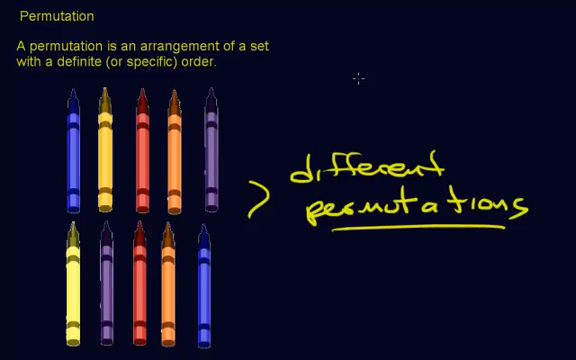 Permutation
A permutation is an arrangement of a set
with a definite (or specific) order.
different
permutations